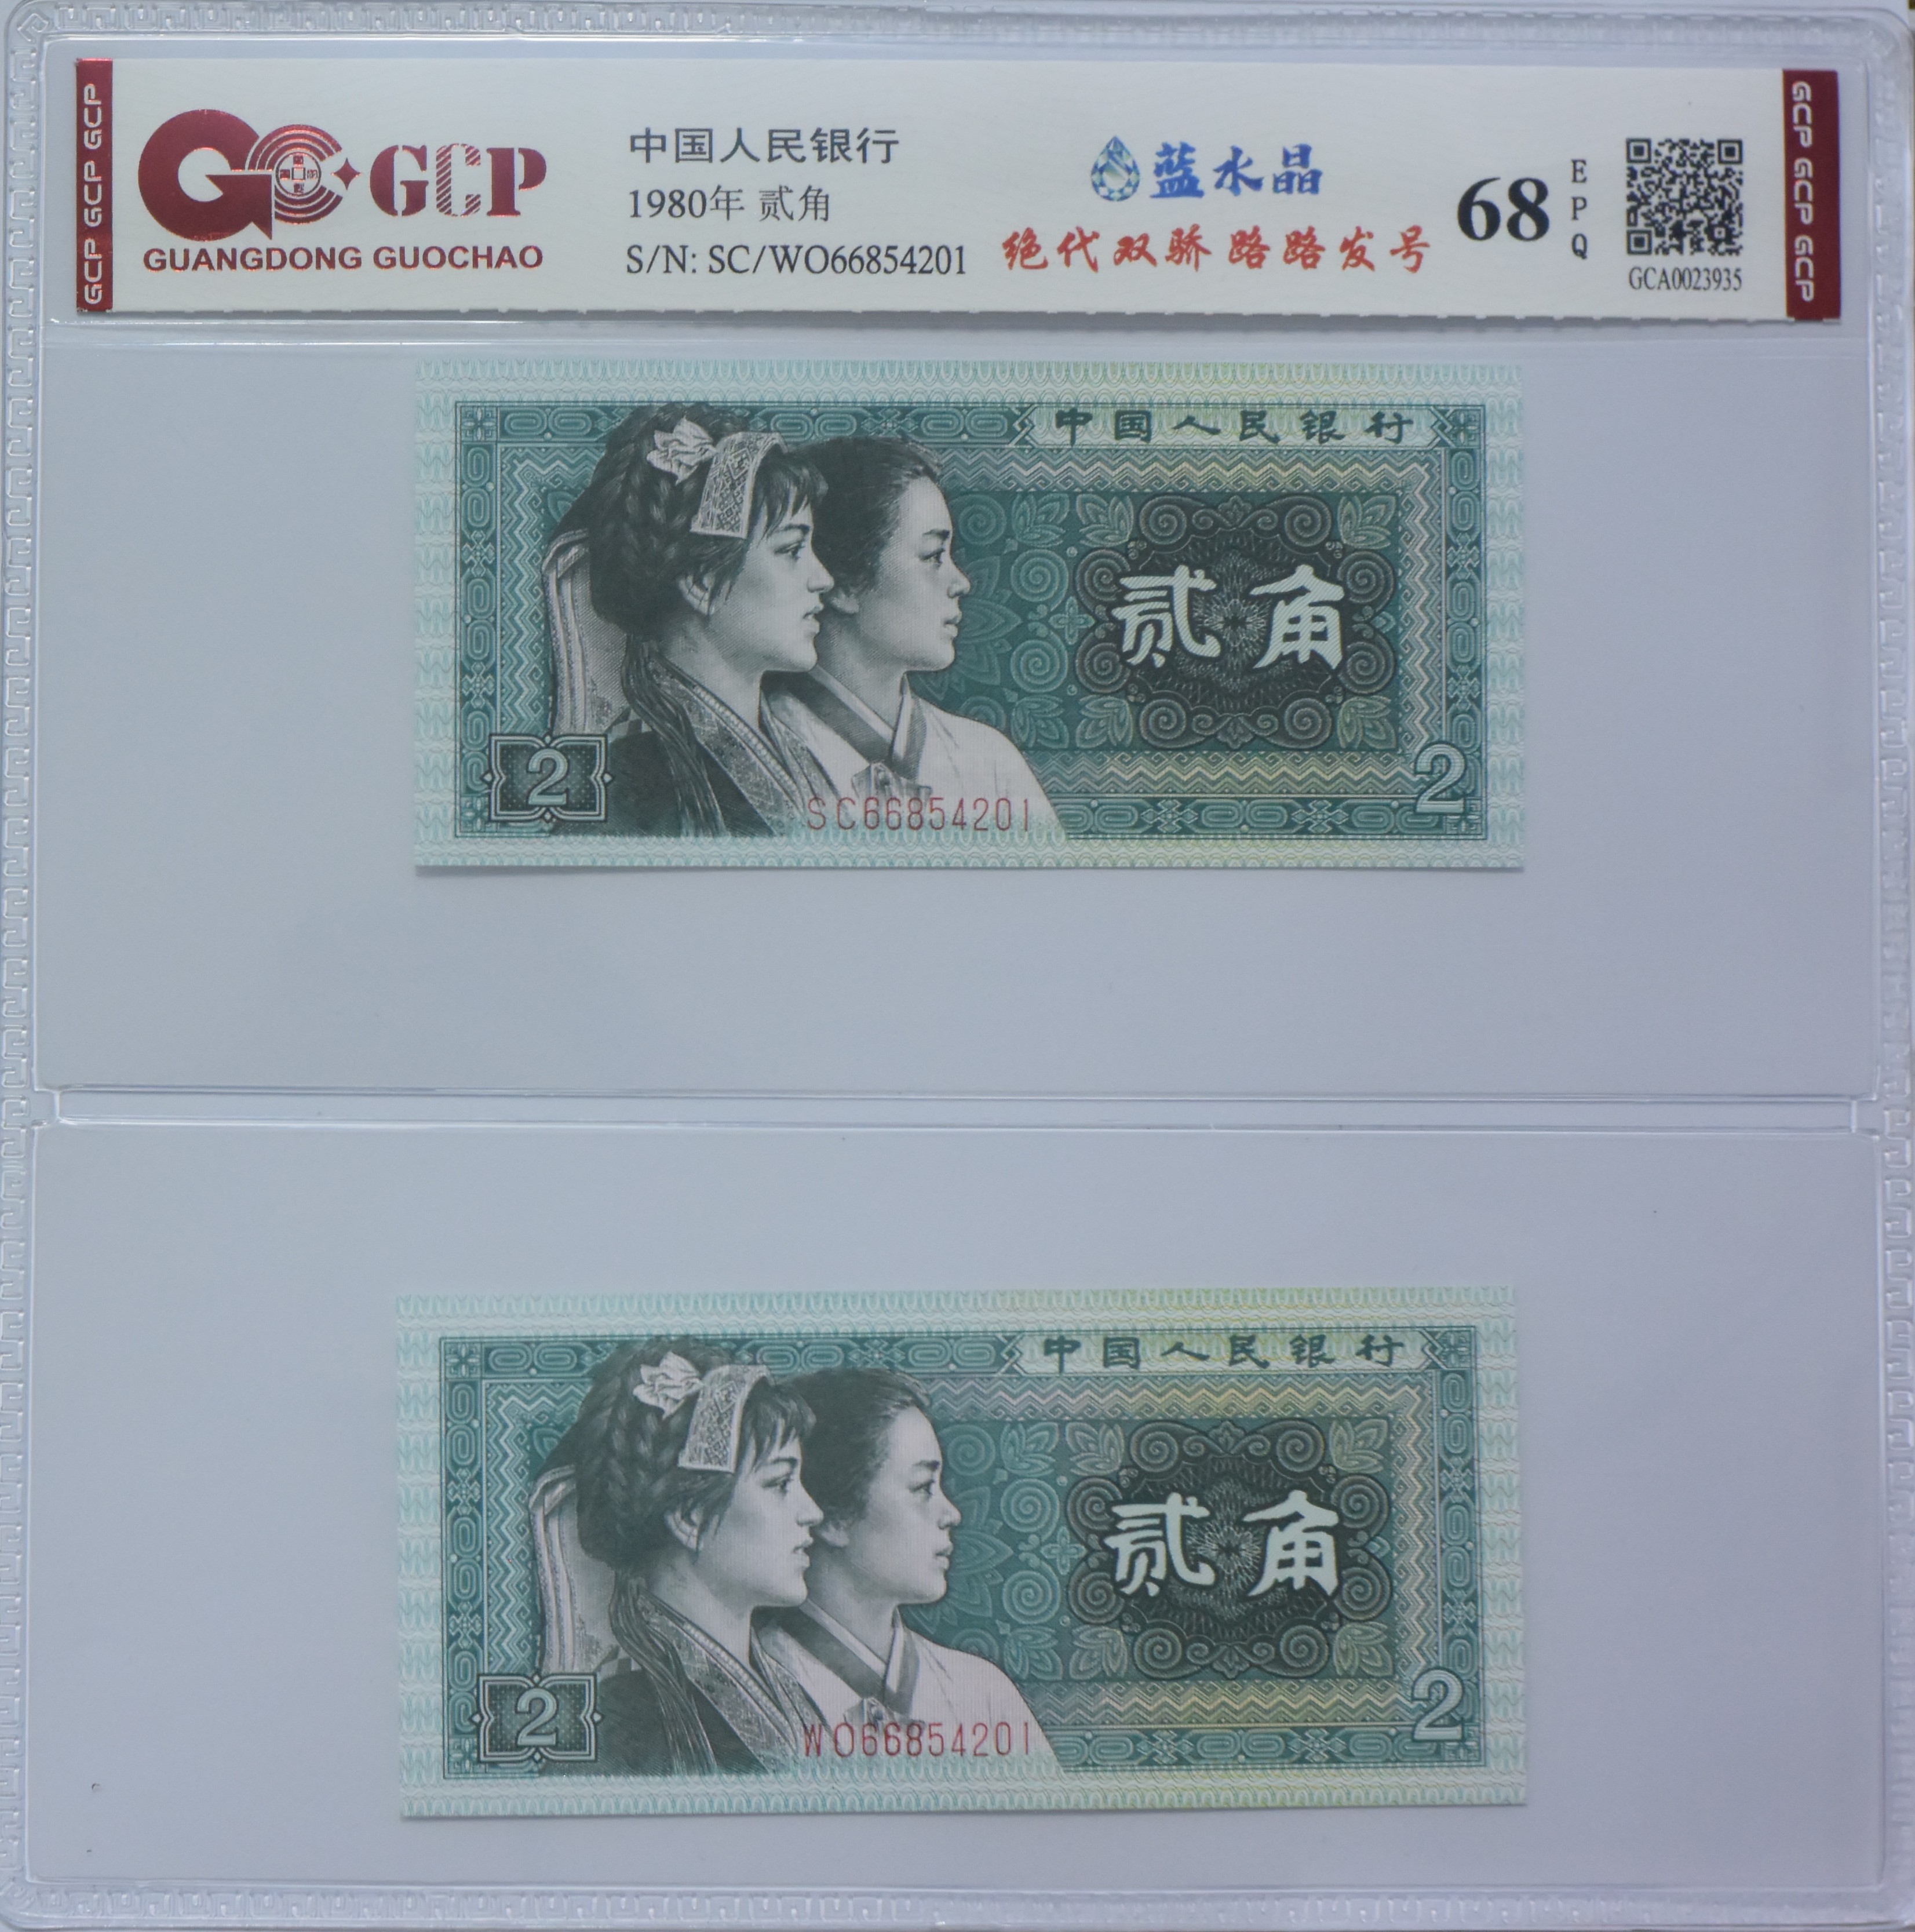 GCP GCP GCP
GCP
GUANGDONG GUOCHAO
中国人民银行
1980年 贰角
S/N: SC/WO66854201
蓝水晶
绝代双骄 路路发号
68
EPQ
GCA0023935
GCP GCP GCP
中国人民银行
贰角
2
2
SC66854201
中国人民银行
贰角
2
2
WO66854201